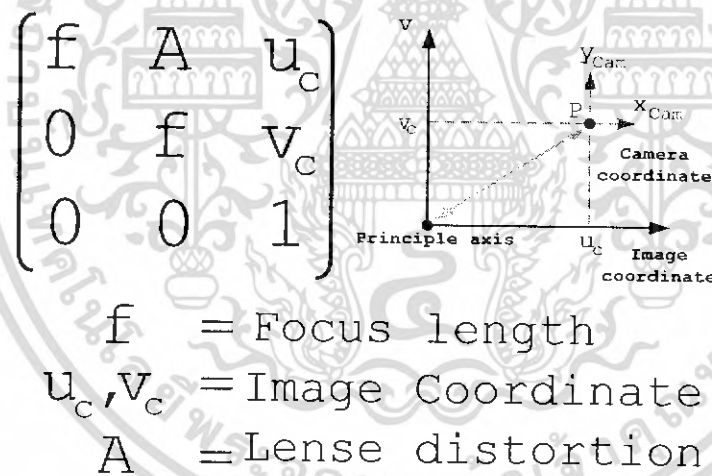 f A u_c
0 f v_c
0 0 1
v
y_Cam
P x_Cam
v_c
Camera
coordinate
Principle axis
u_c Image
coordinate
f = Focus length
u_c,v_c = Image Coordinate
A = Lense distortion